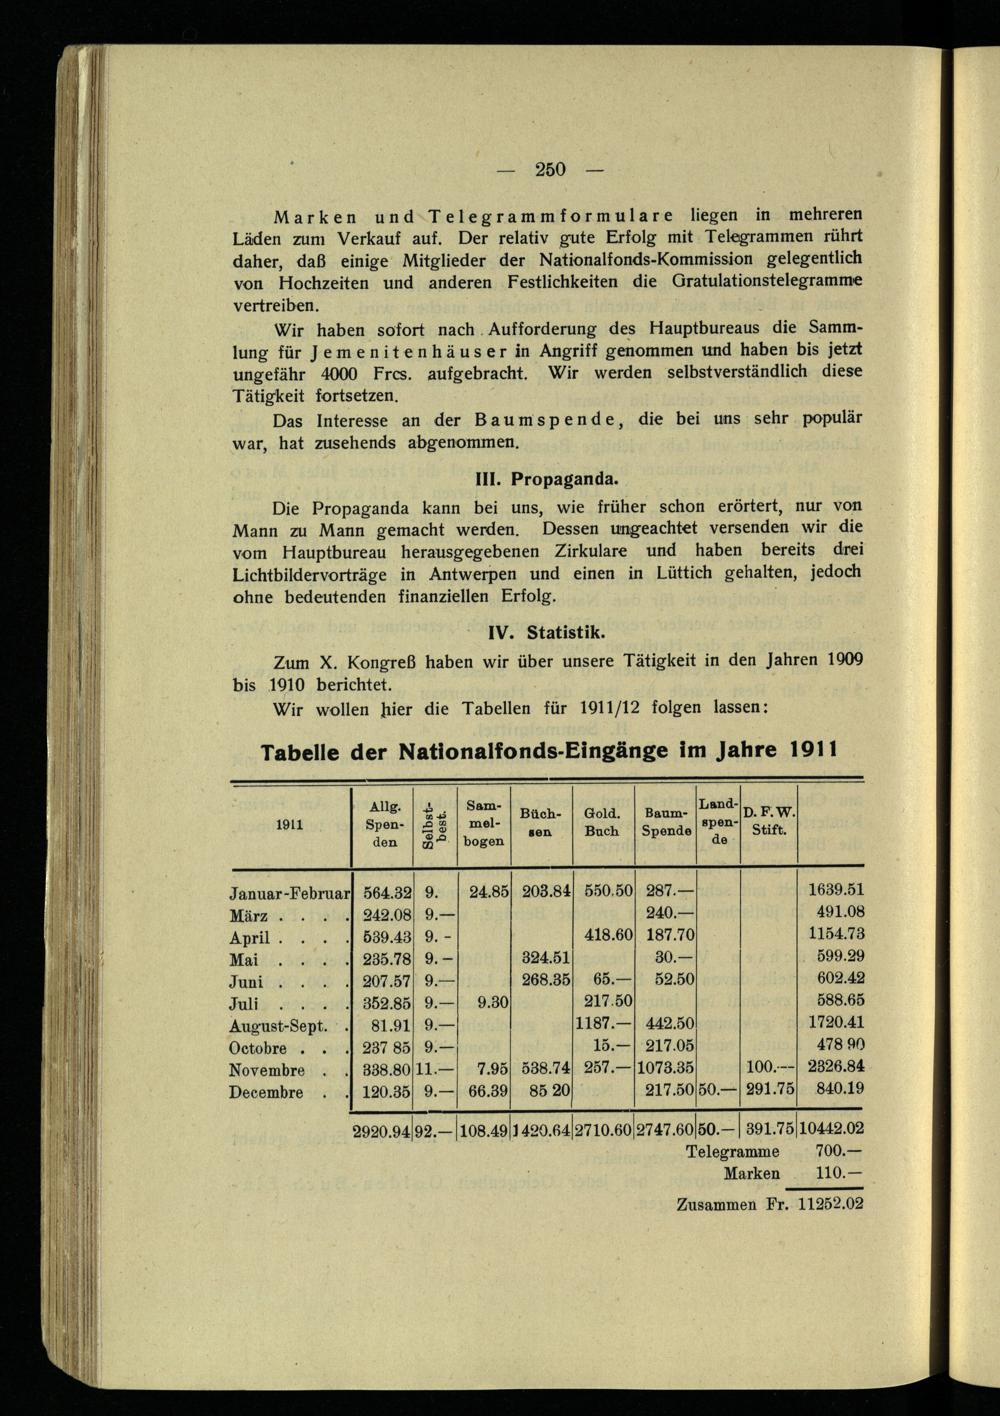 — 250 —
Marken und Telegrammformulare liegen in mehreren
Läden zum Verkauf auf. Der relativ gute Erfolg mit Telegrammen rührt
daher, daß einige Mitglieder der Nationalfonds-Kommission gelegentlich
von Hochzeiten und anderen Festlichkeiten die Gratulationstelegramme
vertreiben.
Wir haben sofort nach Aufforderung des Hauptbureaus die Samm-
lung für Jemenitenhäuser in Angriff genommen und haben bis jetzt
ungefähr 4000 Frcs. aufgebracht. Wir werden selbstverständlich diese
Tätigkeit fortsetzen.
Das Interesse an der Baumspende, die bei uns sehr populär
war, hat zusehends abgenommen.
III. Propaganda.
Die Propaganda kann bei uns, wie früher schon erörtert, nur von
Mann zu Mann gemacht werden. Dessen ungeachtet versenden wir die
vom Hauptbureau herausgegebenen Zirkulare und haben bereits drei
Lichtbildervorträge in Antwerpen und einen in Lüttich gehalten, jedoch
ohne bedeutenden finanziellen Erfolg.
IV. Statistik.
Zum X. Kongreß haben wir über unsere Tätigkeit in den Jahren 1909
bis 1910 berichtet.
Wir wollen hier die Tabellen für 1911/12 folgen lassen:
Tabelle der Nationalfonds-Eingänge im Jahre 1911
1911 | Allg. Spen-den | Selbst-best. | Sam-mel-bogen | Büch-sen | Gold. Buch | Baum-Spende | Land-spen-de | D. F. W. Stift.
Januar-Februar 564.32 9. 24.85 203.84 550.50 287.— 1639.51
März . . . . 242.08 9.— 240.— 491.08
April . . . . 539.43 9. - 418.60 187.70 1154.73
Mai . . . . 235.78 9. – 324.51 30.— 599.29
Juni . . . . 207.57 9.— 268.35 65.— 52.50 602.42
Juli . . . . 352.85 9.— 9.30 217.50 588.65
August-Sept. . 81.91 9.— 1187.— 442.50 1720.41
Octobre . . . 237 85 9.— 15.— 217.05 478 90
Novembre . . 338.80 11.— 7.95 538.74 257.— 1073.35 100.— 2326.84
Decembre . . 120.35 9.— 66.39 85 20 217.50 50.— 291.75 840.19
2920.94 92.— 108.49 1420.64 2710.60 2747.60 50.— 391.75 10442.02
Telegramme 700.—
Marken 110.—
Zusammen Fr. 11252.02